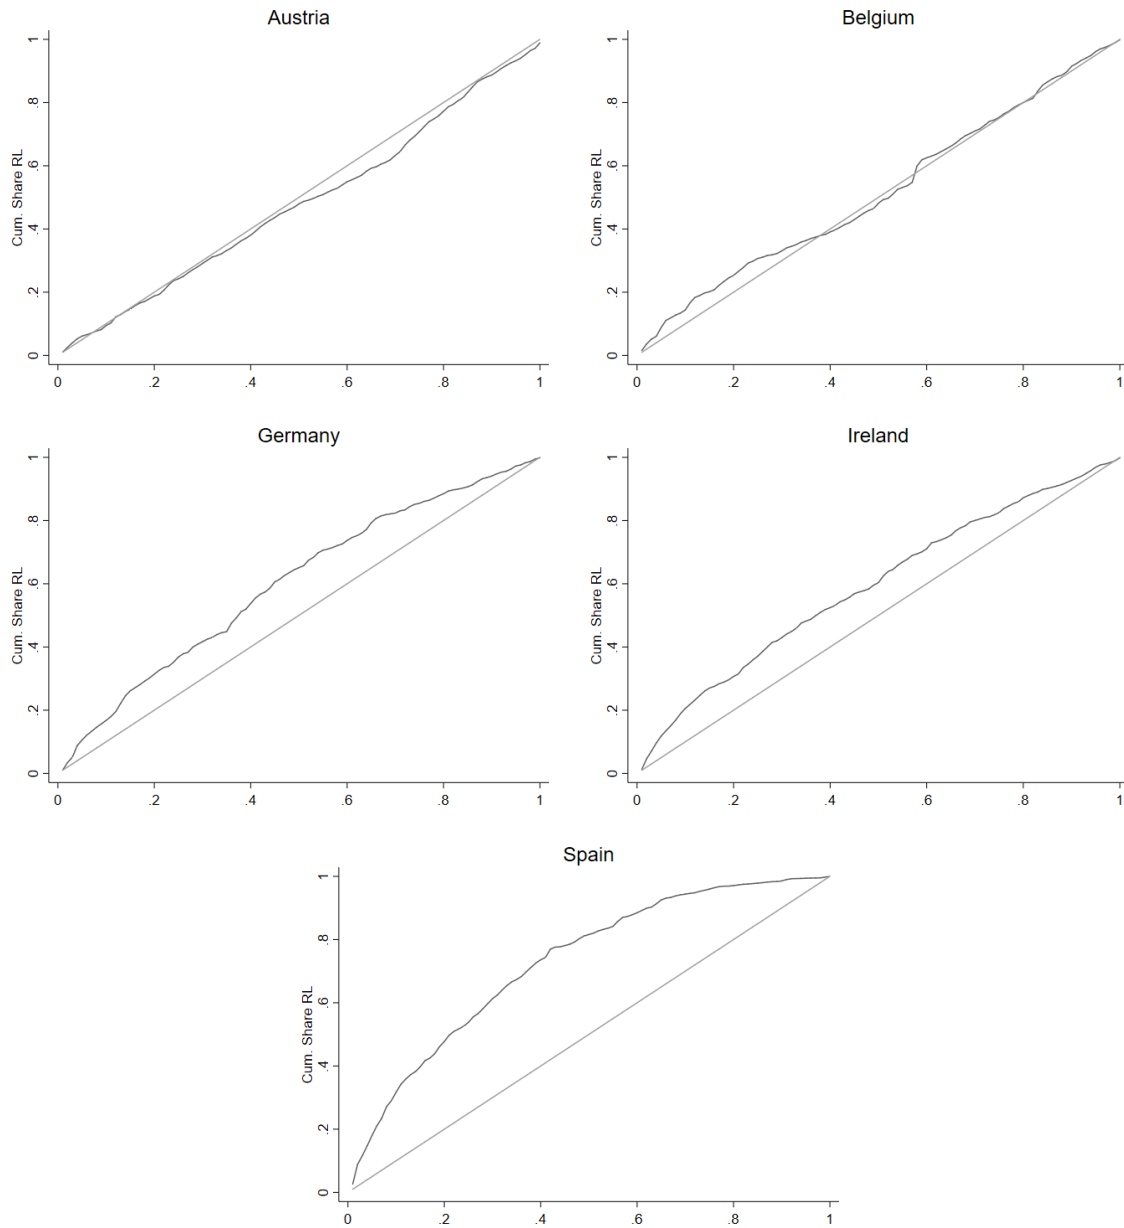 Austria
Cum. Share RL
1
.8
.6
.4
.2
0
0 .2 .4 .6 .8 1
Belgium
Cum. Share RL
1
.8
.6
.4
.2
0
0 .2 .4 .6 .8 1
Germany
Cum. Share RL
1
.8
.6
.4
.2
0
0 .2 .4 .6 .8 1
Ireland
Cum. Share RL
1
.8
.6
.4
.2
0
0 .2 .4 .6 .8 1
Spain
Cum. Share RL
1
.8
.6
.4
.2
0
0 .2 .4 .6 .8 1